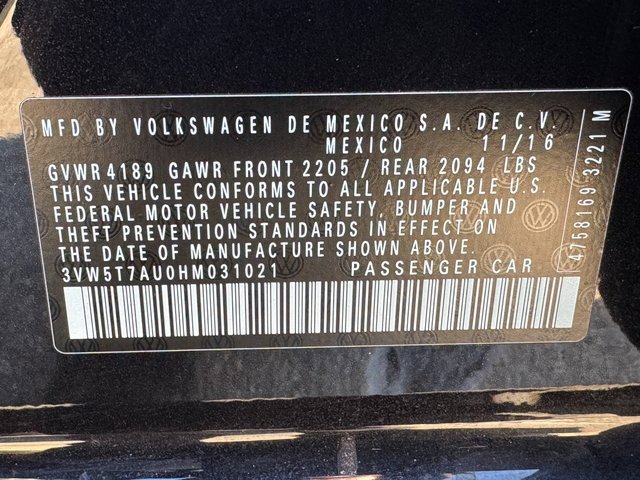 MFD BY VOLKSWAGEN DE MEXICO S.A. DE C.V.
MEXICO 11/16
GVWR 4189 GAWR FRONT 2205 / REAR 2094 LBS
THIS VEHICLE CONFORMS TO ALL APPLICABLE U.S.
FEDERAL MOTOR VEHICLE SAFETY, BUMPER AND
THEFT PREVENTION STANDARDS IN EFFECT ON
THE DATE OF MANUFACTURE SHOWN ABOVE.
3VW5T7AU0HM031021 PASSENGER CAR
4758169 3221 M